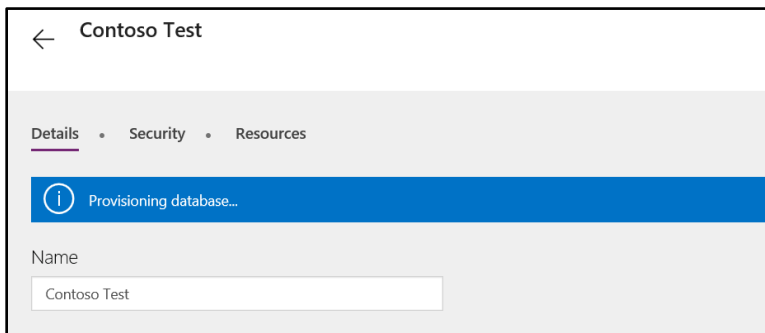 Contoso Test
Details • Security • Resources
Provisioning database...
Name
Contoso Test